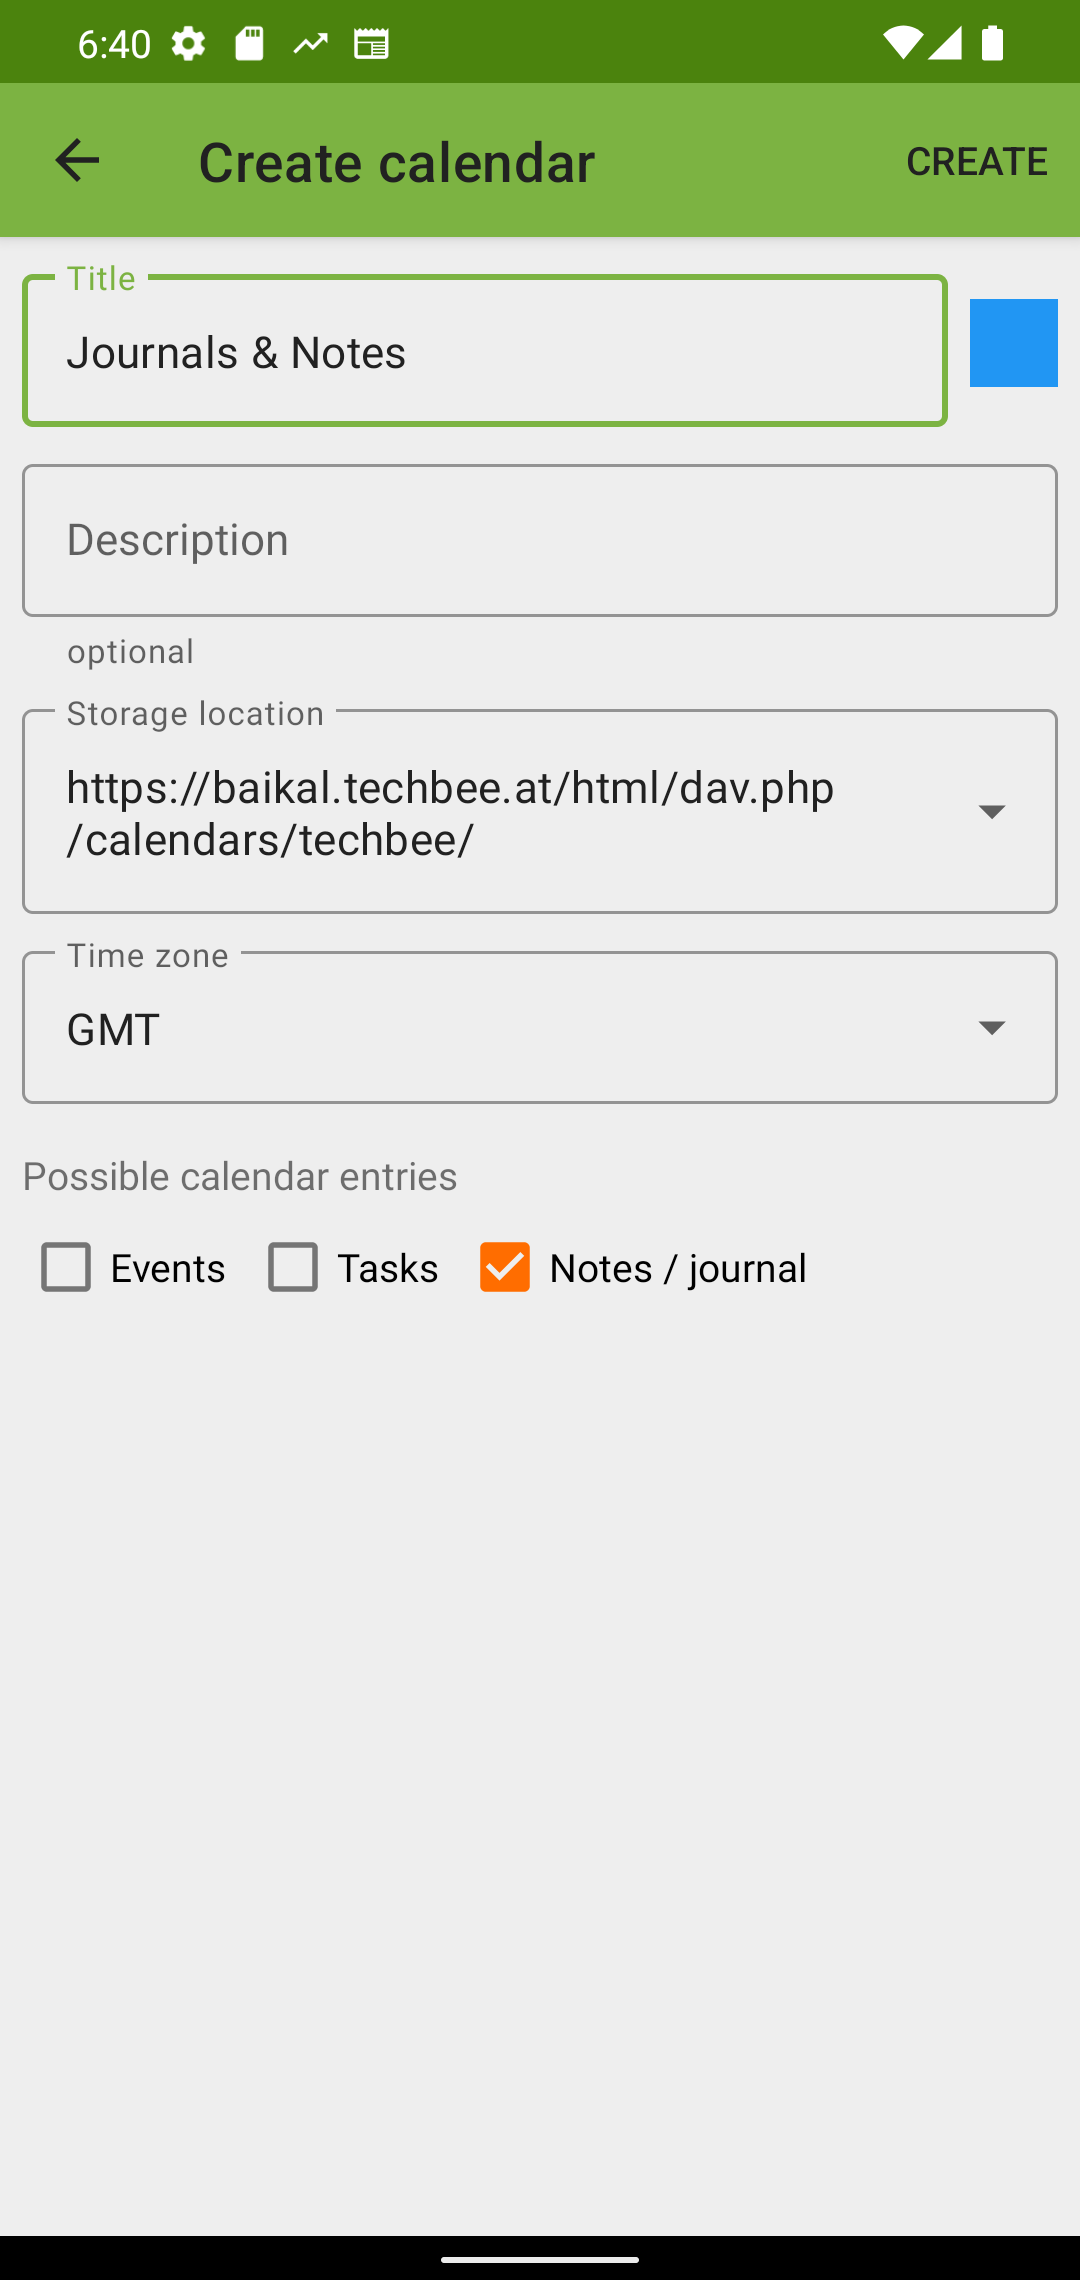 6:40
Create calendar
CREATE
Title
Journals & Notes
Description
optional
Storage location
https://baikal.techbee.at/html/dav.php
/calendars/techbee/
Time zone
GMT
Possible calendar entries
Events
Tasks
Notes / journal